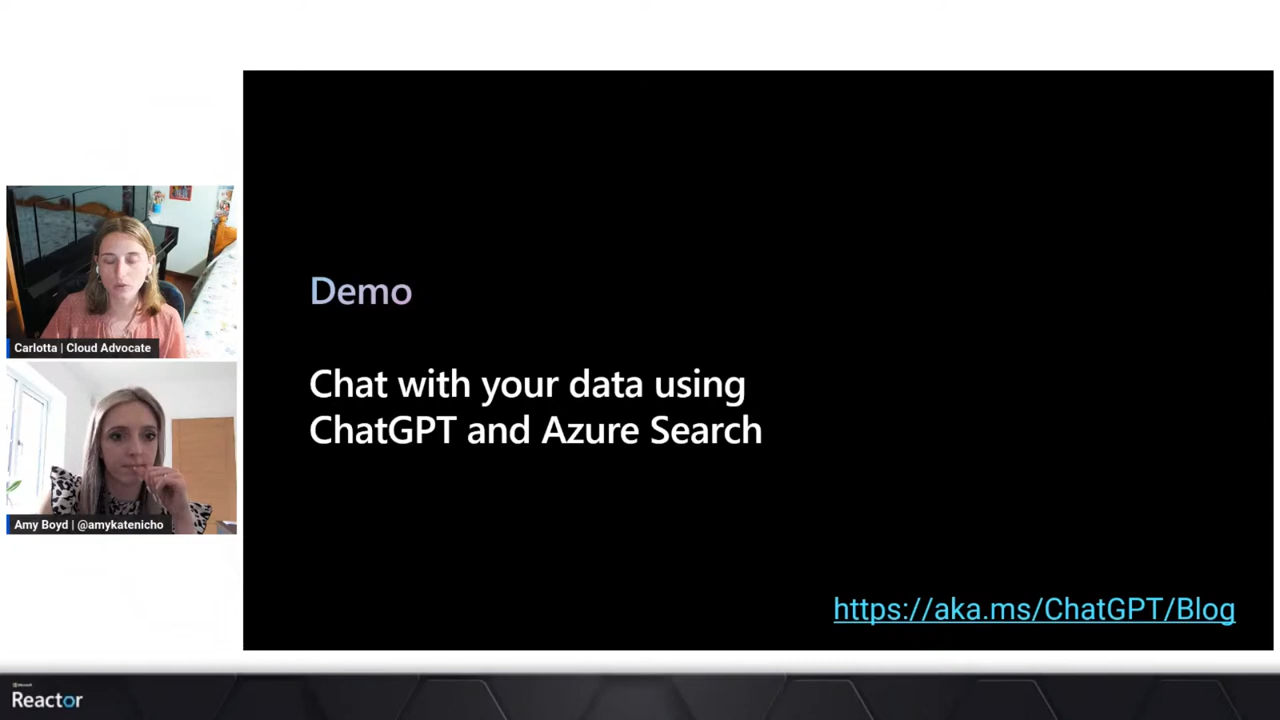 Demo
Chat with your data using
ChatGPT and Azure Search
https://aka.ms/ChatGPT/Blog
Carlotta | Cloud Advocate
Amy Boyd | @amykatenicho
Microsoft
Reactor